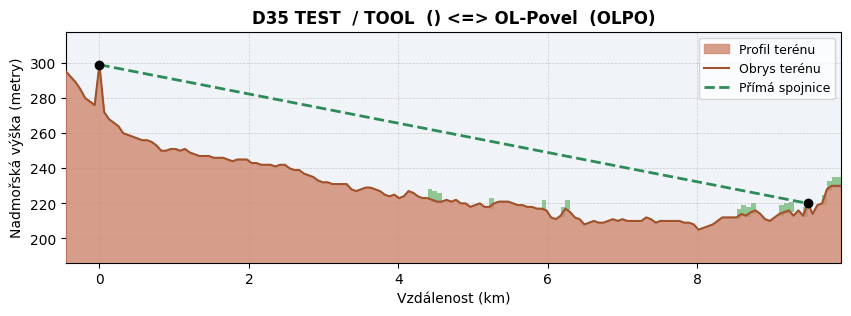 D35 TEST  / TOOL  () <=> OL-Povel  (OLPO)
Profil terénu
Obrys terénu
Přímá spojnice
Nadmořská výška (metry)
300
280
260
240
220
200
0 2 4 6 8
Vzdálenost (km)